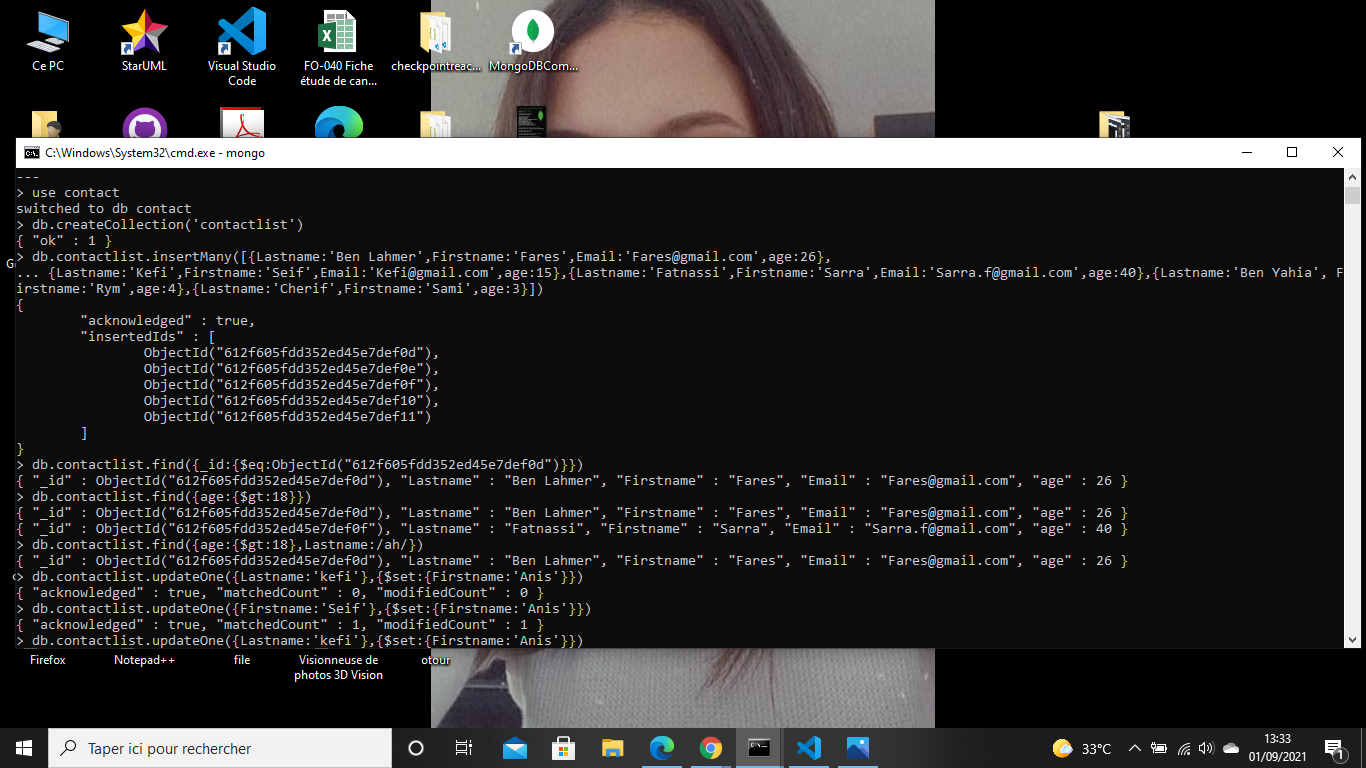 Ce PC
StarUML
Visual Studio
Code
FO-040 Fiche
étude de can...
checkpointreac...
MongoDBCom...
C:\Windows\System32\cmd.exe - mongo
---
> use contact
switched to db contact
> db.createCollection('contactlist')
{ "ok" : 1 }
> db.contactlist.insertMany([{Lastname:'Ben Lahmer',Firstname:'Fares',Email:'Fares@gmail.com',age:26},
... {Lastname:'Kefi',Firstname:'Seif',Email:'Kefi@gmail.com',age:15},{Lastname:'Fatnassi',Firstname:'Sarra',Email:'Sarra.f@gmail.com',age:40},{Lastname:'Ben Yahia', F
irstname:'Rym',age:4},{Lastname:'Cherif',Firstname:'Sami',age:3}])
{
        "acknowledged" : true,
        "insertedIds" : [
                ObjectId("612f605fdd352ed45e7def0d"),
                ObjectId("612f605fdd352ed45e7def0e"),
                ObjectId("612f605fdd352ed45e7def0f"),
                ObjectId("612f605fdd352ed45e7def10"),
                ObjectId("612f605fdd352ed45e7def11")
        ]
}
> db.contactlist.find({_id:{$eq:ObjectId("612f605fdd352ed45e7def0d")}})
{ "_id" : ObjectId("612f605fdd352ed45e7def0d"), "Lastname" : "Ben Lahmer", "Firstname" : "Fares", "Email" : "Fares@gmail.com", "age" : 26 }
> db.contactlist.find({age:{$gt:18}})
{ "_id" : ObjectId("612f605fdd352ed45e7def0d"), "Lastname" : "Ben Lahmer", "Firstname" : "Fares", "Email" : "Fares@gmail.com", "age" : 26 }
{ "_id" : ObjectId("612f605fdd352ed45e7def0f"), "Lastname" : "Fatnassi", "Firstname" : "Sarra", "Email" : "Sarra.f@gmail.com", "age" : 40 }
> db.contactlist.find({age:{$gt:18},Lastname:/ah/})
{ "_id" : ObjectId("612f605fdd352ed45e7def0d"), "Lastname" : "Ben Lahmer", "Firstname" : "Fares", "Email" : "Fares@gmail.com", "age" : 26 }
> db.contactlist.updateOne({Lastname:'kefi'},{$set:{Firstname:'Anis'}})
{ "acknowledged" : true, "matchedCount" : 0, "modifiedCount" : 0 }
> db.contactlist.updateOne({Firstname:'Seif'},{$set:{Firstname:'Anis'}})
{ "acknowledged" : true, "matchedCount" : 1, "modifiedCount" : 1 }
> db.contactlist.updateOne({Lastname:'kefi'},{$set:{Firstname:'Anis'}})
Firefox
Notepad++
file
Visionneuse de
photos 3D Vision
otour
Taper ici pour rechercher
33°C
13:33
01/09/2021
1